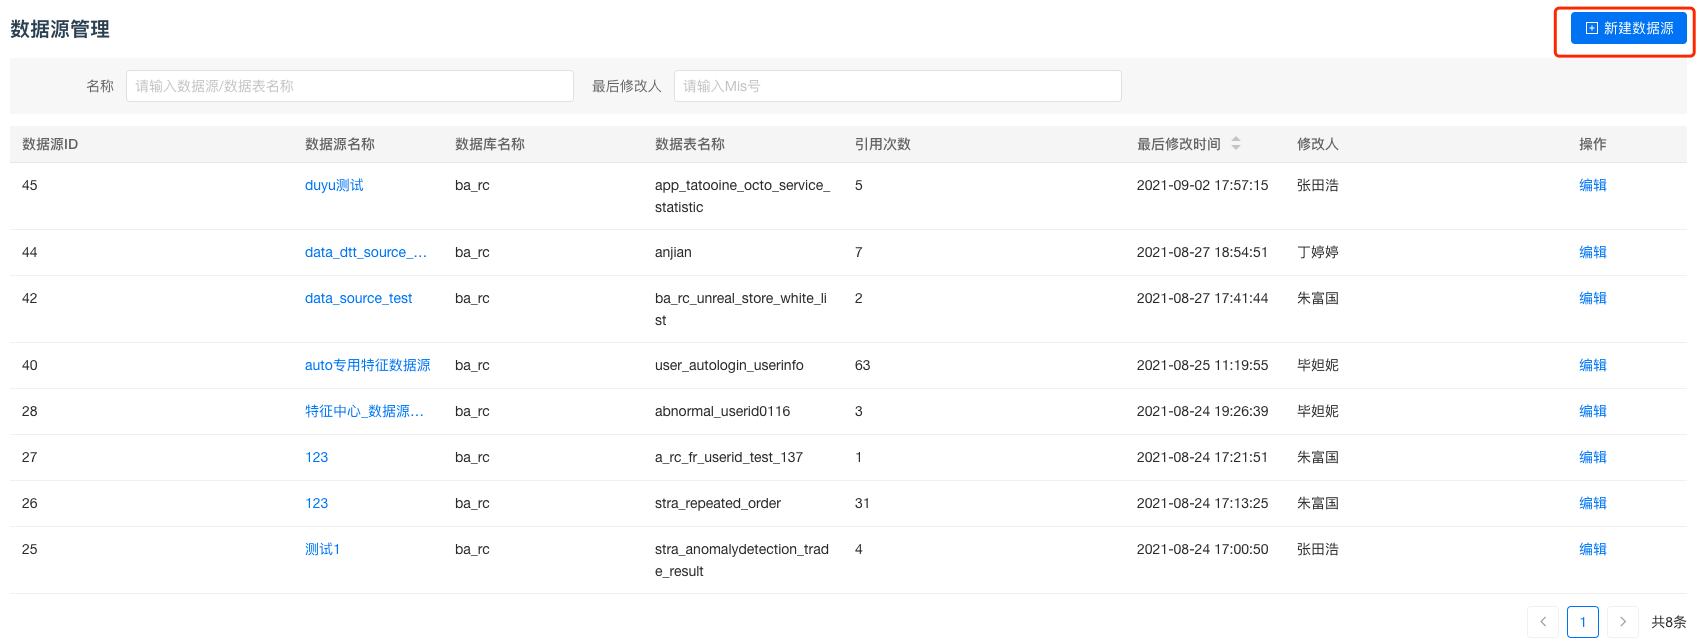 数据源管理
新建数据源
名称 请输入数据源/数据表名称 最后修改人 请输入Mis号
数据源ID 数据源名称 数据库名称 数据表名称 引用次数 最后修改时间 修改人 操作
45 duyu测试 ba_rc app_tatooine_octo_service_ 5 2021-09-02 17:57:15 张田浩 编辑
statistic
44 data_dtt_source_... ba_rc anjian 7 2021-08-27 18:54:51 丁婷婷 编辑
42 data_source_test ba_rc ba_rc_unreal_store_white_li 2 2021-08-27 17:41:44 朱富国 编辑
st
40 auto专用特征数据源 ba_rc user_autologin_userinfo 63 2021-08-25 11:19:55 毕妲妮 编辑
28 特征中心_数据源... ba_rc abnormal_userid0116 3 2021-08-24 19:26:39 毕妲妮 编辑
27 123 ba_rc a_rc_fr_userid_test_137 1 2021-08-24 17:21:51 朱富国 编辑
26 123 ba_rc stra_repeated_order 31 2021-08-24 17:13:25 朱富国 编辑
25 测试1 ba_rc stra_anomalydetection_trad 4 2021-08-24 17:00:50 张田浩 编辑
e_result
1 共8条